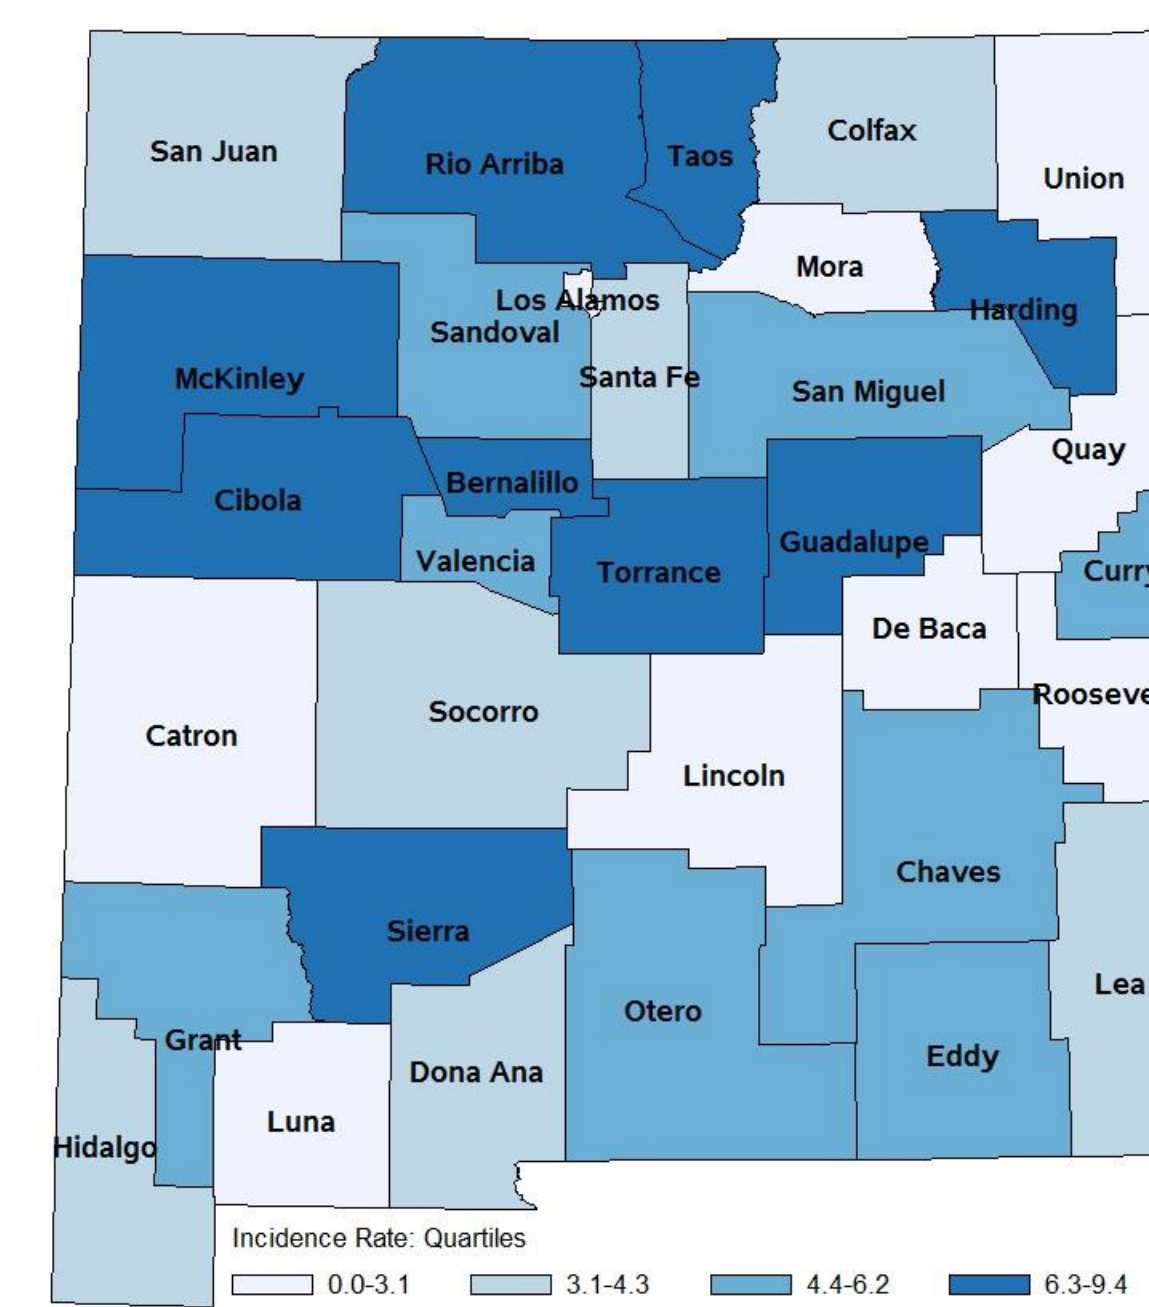 San Juan
Rio Arriba
Taos
Colfax
Union
Mora
Los Alamos
Sandoval
Harding
McKinley
Santa Fe
San Miguel
Quay
Cibola
Bernalillo
Valencia
Torrance
Guadalupe
Curry
De Baca
Rooseve
Catron
Socorro
Lincoln
Chaves
Sierra
Otero
Lea
Grant
Dona Ana
Eddy
Luna
Hidalgo
Incidence Rate: Quartiles
0.0-3.1 3.1-4.3 4.4-6.2 6.3-9.4